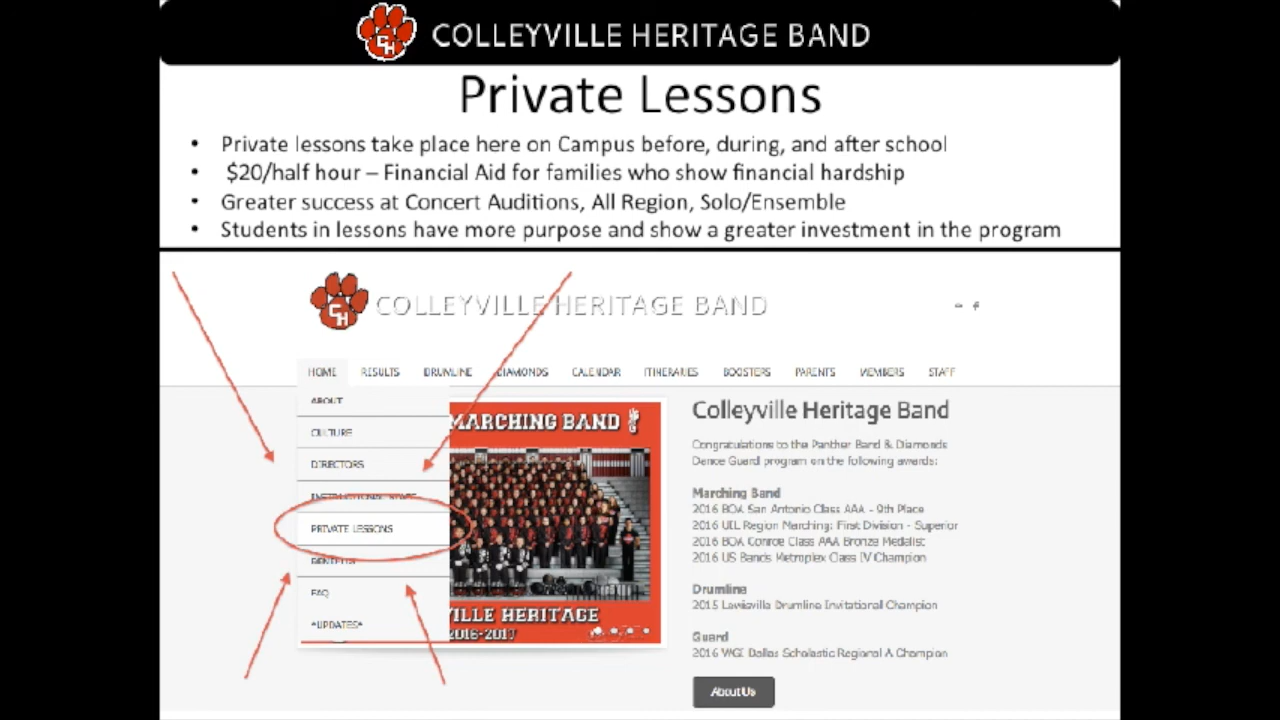 CH COLLEYVILLE HERITAGE BAND
Private Lessons
• Private lessons take place here on Campus before, during, and after school
• $20/half hour – Financial Aid for families who show financial hardship
• Greater success at Concert Auditions, All Region, Solo/Ensemble
• Students in lessons have more purpose and show a greater investment in the program
CH COLLEYVILLE HERITAGE BAND
HOME RESULTS DRUMLINE DIAMONDS CALENDAR ITINERARIES BOOSTERS PARENTS MEMBERS STAFF
ABOUT
CULTURE
DIRECTORS
INSTRUCTIONAL STAFF
PRIVATE LESSONS
BENEFITS
FAQ
*UPDATES*
MARCHING BAND
VILLE HERITAGE
2016-2017
Colleyville Heritage Band
Congratulations to the Panther Band & Diamonds
Dance Guard program on the following awards:
Marching Band
2016 BOA San Antonio Class AAA - 9th Place
2016 UIL Region Marching: First Division - Superior
2016 BOA Conroe Class AAA Bronze Medalist
2016 US Bands Metroplex Class IV Champion
Drumline
2015 Lewisville Drumline Invitational Champion
Guard
2016 WGI Dallas Scholastic Regional A Champion
About Us